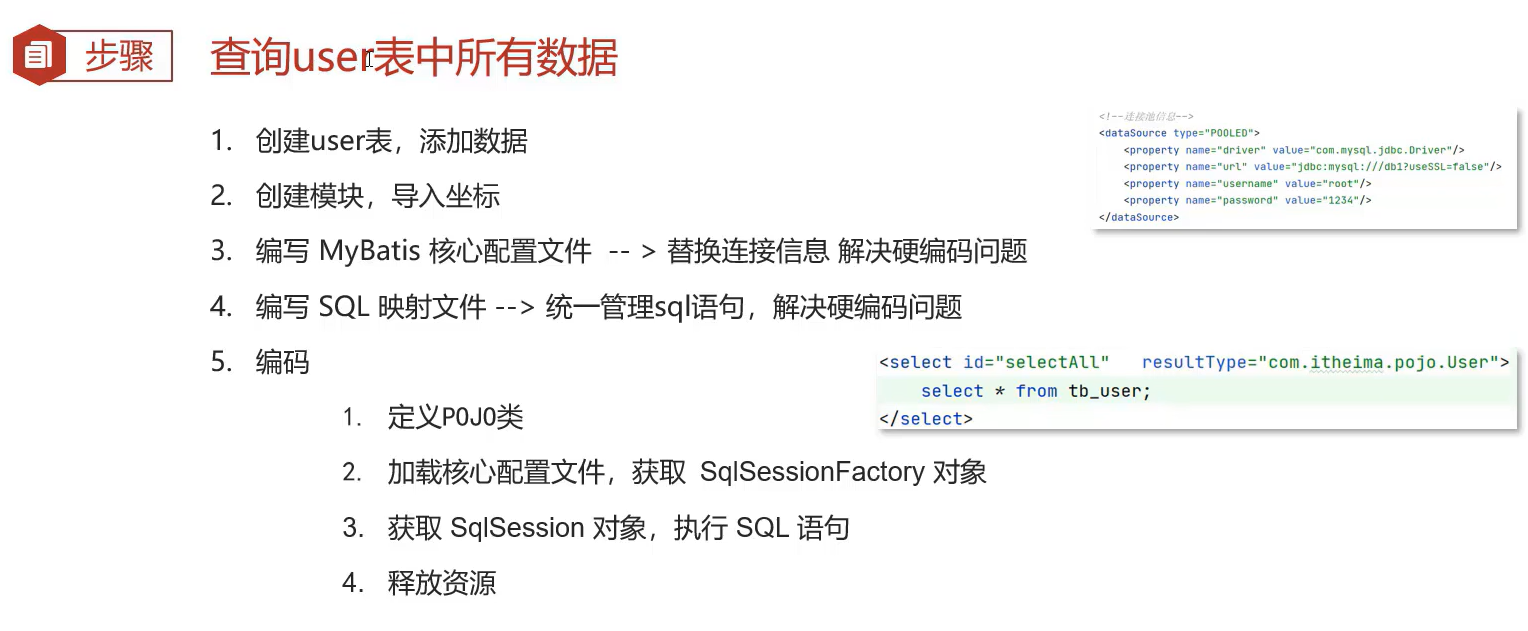 步骤
查询user表中所有数据
1. 创建user表，添加数据
2. 创建模块，导入坐标
3. 编写 MyBatis 核心配置文件 -- > 替换连接信息 解决硬编码问题
4. 编写 SQL 映射文件 --> 统一管理sql语句，解决硬编码问题
5. 编码
1. 定义POJO类
2. 加载核心配置文件，获取 SqlSessionFactory 对象
3. 获取 SqlSession 对象，执行 SQL 语句
4. 释放资源
<!--连接池信息-->
<dataSource type="POOLED">
<property name="driver" value="com.mysql.jdbc.Driver"/>
<property name="url" value="jdbc:mysql:///db1?useSSL=false"/>
<property name="username" value="root"/>
<property name="password" value="1234"/>
</dataSource>
<select id="selectAll" resultType="com.itheima.pojo.User">
select * from tb_user;
</select>